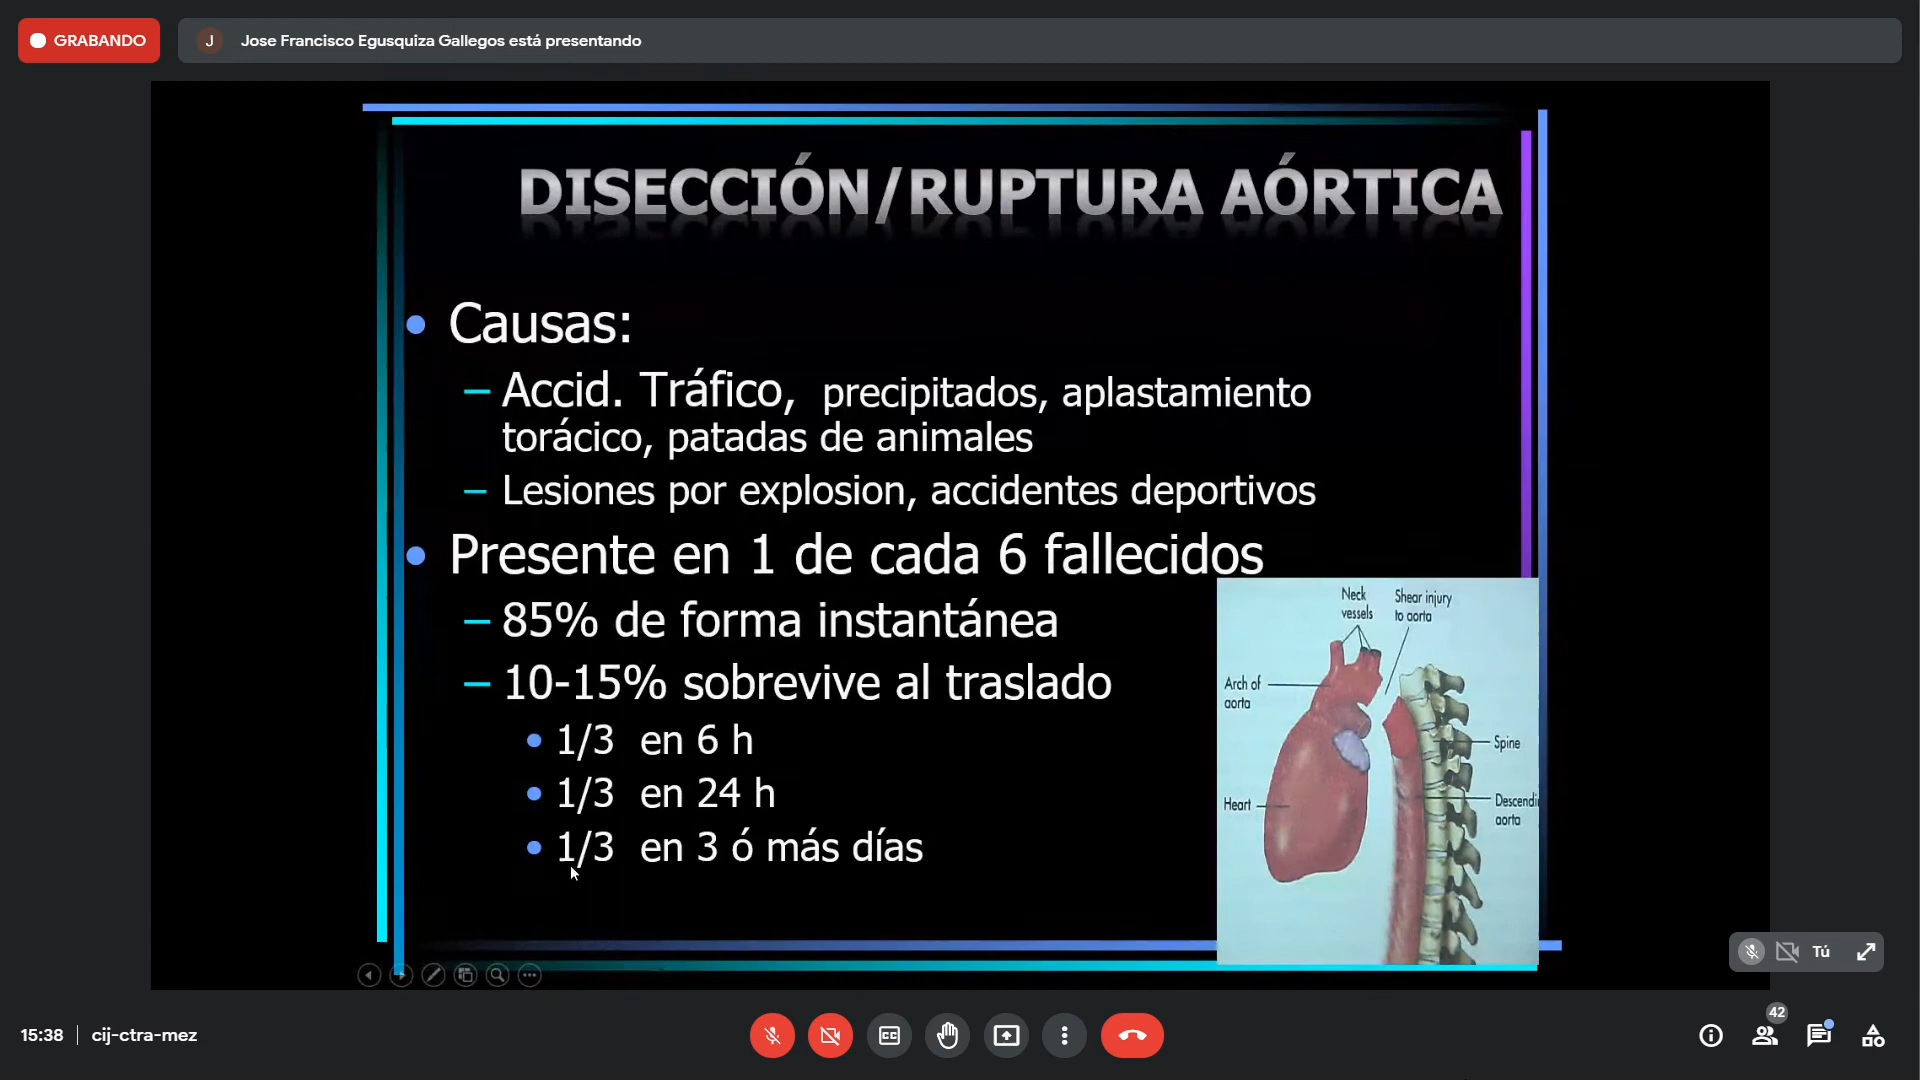 GRABANDO
J
Jose Francisco Egusquiza Gallegos está presentando
DISECCIÓN/RUPTURA AÓRTICA
• Causas:
– Accid. Tráfico, precipitados, aplastamiento
torácico, patadas de animales
– Lesiones por explosion, accidentes deportivos
• Presente en 1 de cada 6 fallecidos
– 85% de forma instantánea
– 10-15% sobrevive al traslado
• 1/3 en 6 h
• 1/3 en 24 h
• 1/3 en 3 ó más días
Neck
vessels
Shear injury
to aorta
Arch of
aorta
Spine
Heart
Descendi
aorta
Tú
15:38
cij-ctra-mez
CC
42